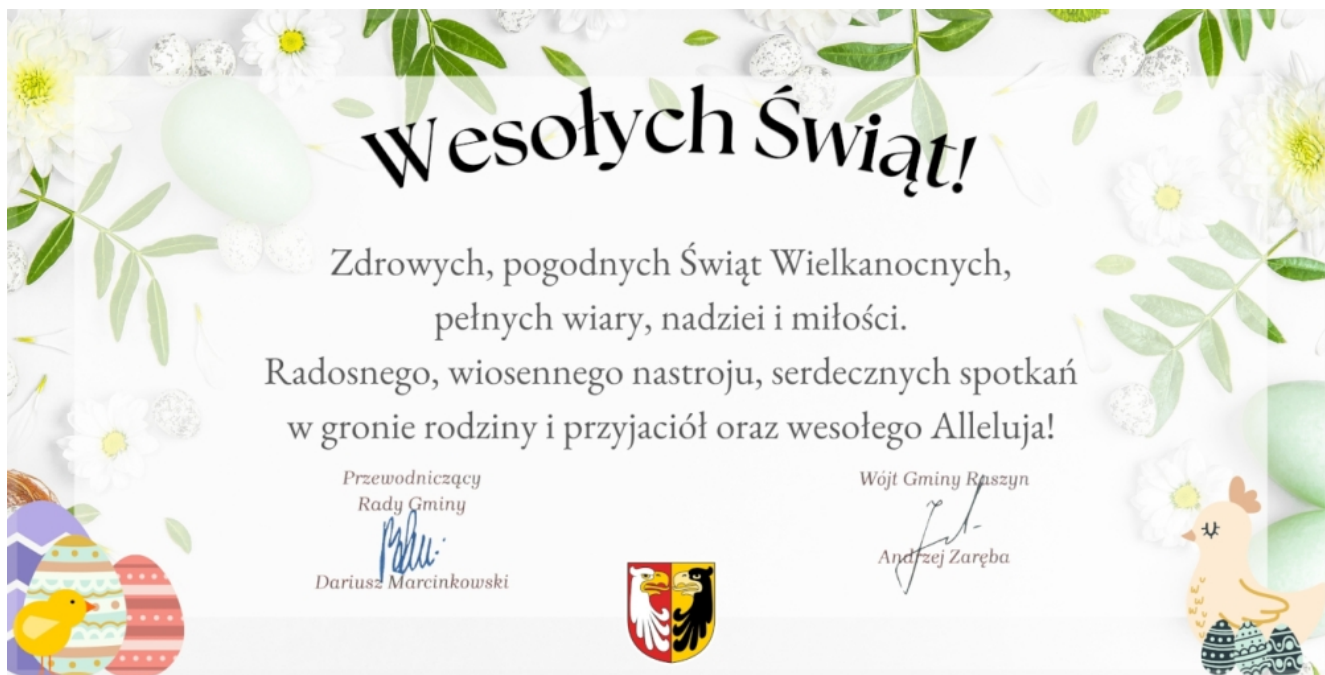 Wesołych Świąt!
Zdrowych, pogodnych Świąt Wielkanocnych,
pełnych wiary, nadziei i miłości.
Radosnego, wiosennego nastroju, serdecznych spotkań
w gronie rodziny i przyjaciół oraz wesołego Alleluja!
Przewodniczący
Rady Gminy
Dariusz Marcinkowski
Wójt Gminy Raszyn
Andrzej Zaręba